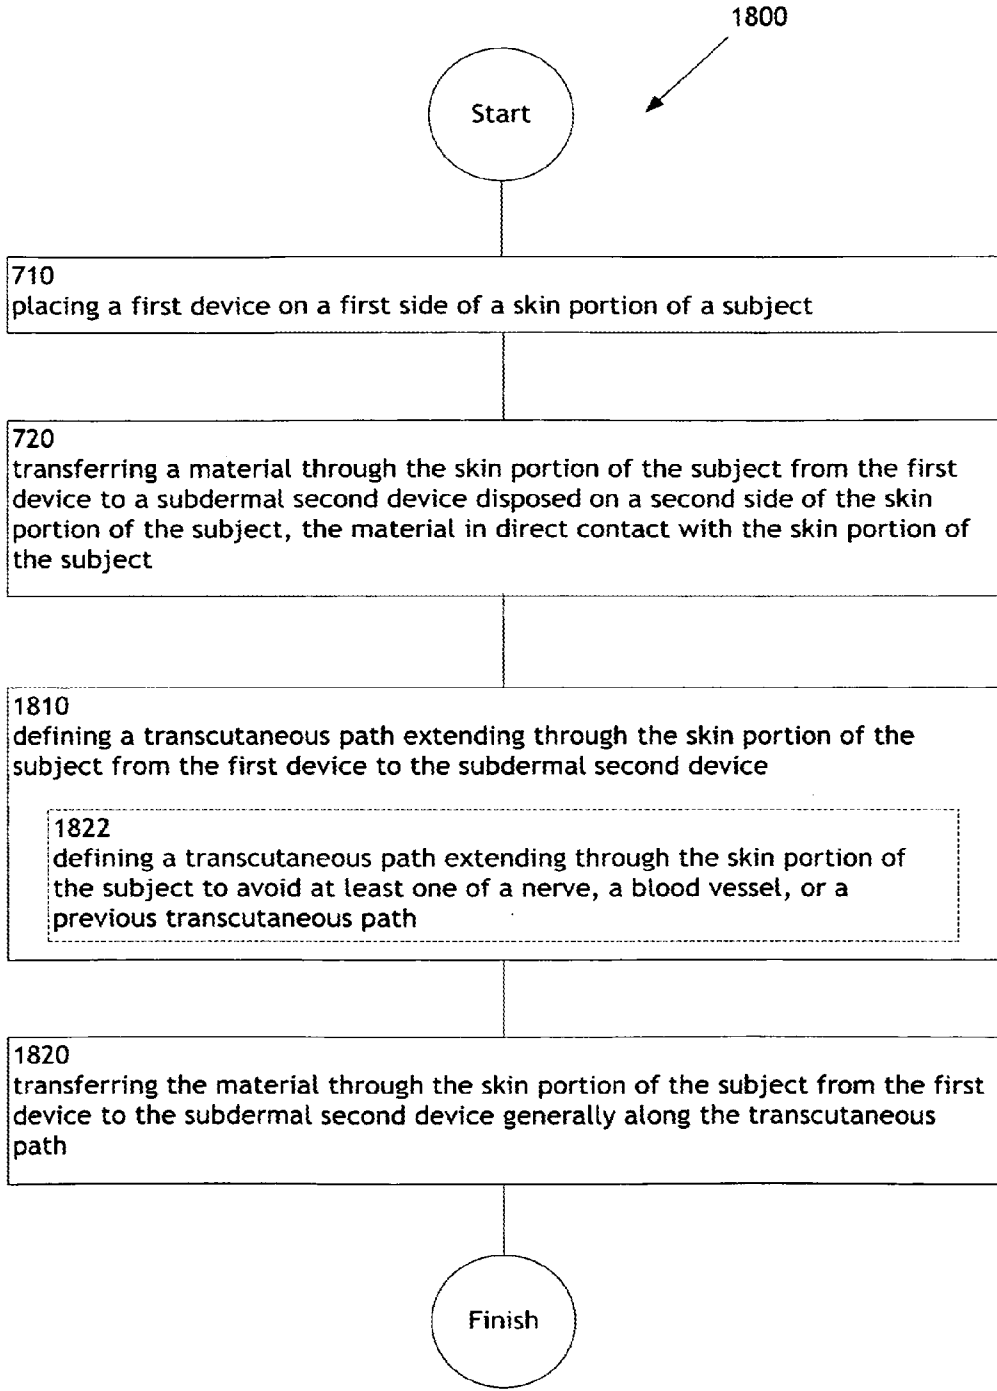 1800
Start
710
placing a first device on a first side of a skin portion of a subject
720
transferring a material through the skin portion of the subject from the first
device to a subdermal second device disposed on a second side of the skin
portion of the subject, the material in direct contact with the skin portion of
the subject
1810
defining a transcutaneous path extending through the skin portion of the
subject from the first device to the subdermal second device
1822
defining a transcutaneous path extending through the skin portion of
the subject to avoid at least one of a nerve, a blood vessel, or a
previous transcutaneous path
1820
transferring the material through the skin portion of the subject from the first
device to the subdermal second device generally along the transcutaneous
path
Finish